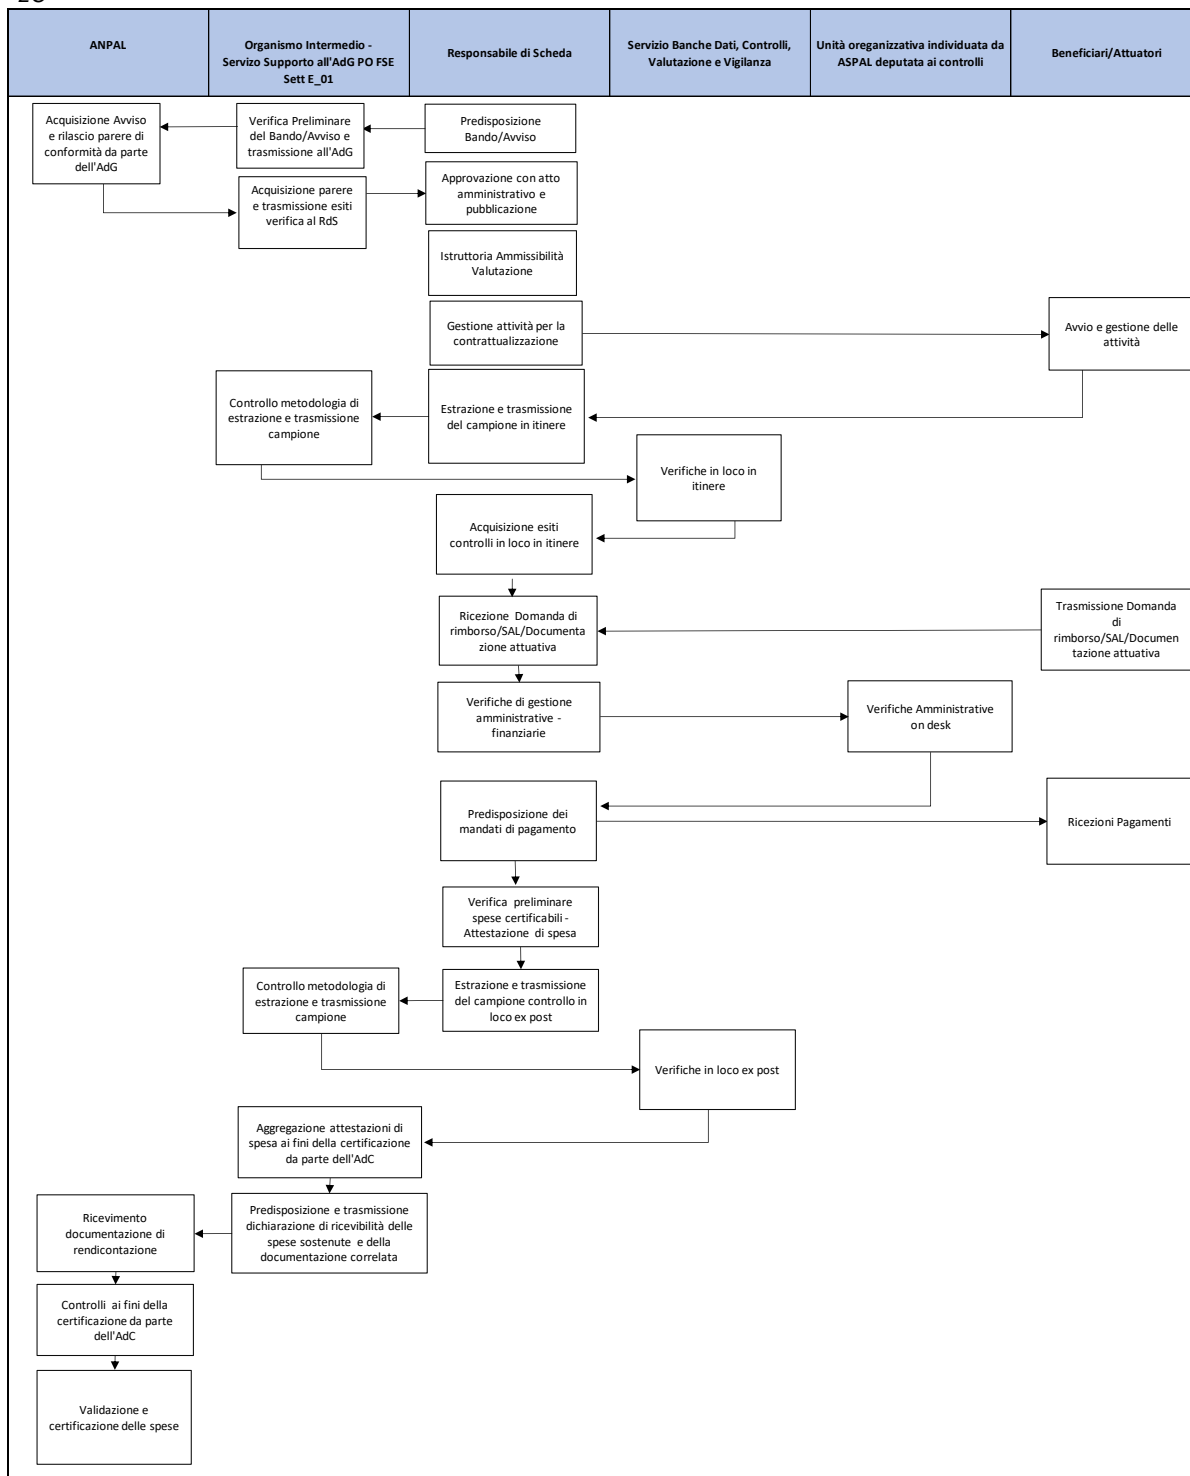 ANPAL
Organismo Intermedio -
Servizo Supporto all'AdG PO FSE
Sett E_01
Responsabile di Scheda
Servizio Banche Dati, Controlli,
Valutazione e Vigilanza
Unità oreganizzativa individuata da
ASPAL deputata ai controlli
Beneficiari/Attuatori
Acquisizione Avviso
e rilascio parere di
conformità da parte
dell'AdG
Verifica Preliminare
del Bando/Avviso e
trasmissione all'AdG
Predisposizione
Bando/Avviso
Acquisizione parere
e trasmissione esiti
verifica al RdS
Approvazione con atto
amministrativo e
pubblicazione
Istruttoria Ammissibilità
Valutazione
Gestione attività per la
contrattualizzazione
Avvio e gestione delle
attività
Controllo metodologia di
estrazione e trasmissione
campione
Estrazione e trasmissione
del campione in itinere
Verifiche in loco in
itinere
Acquisizione esiti
controlli in loco in itinere
Ricezione Domanda di
rimborso/SAL/Documenta
zione attuativa
Trasmissione Domanda
di
rimborso/SAL/Documen
tazione attuativa
Verifiche di gestione
amministrative -
finanziarie
Verifiche Amministrative
on desk
Predisposizione dei
mandati di pagamento
Ricezioni Pagamenti
Verifica preliminare
spese certificabili -
Attestazione di spesa
Controllo metodologia di
estrazione e trasmissione
campione
Estrazione e trasmissione
del campione controllo in
loco ex post
Verifiche in loco ex post
Aggregazione attestazioni di
spesa ai fini della certificazione
da parte dell'AdC
Ricevimento
documentazione di
rendicontazione
Predisposizione e trasmissione
dichiarazione di ricevibilità delle
spese sostenute e della
documentazione correlata
Controlli ai fini della
certificazione da parte
dell'AdC
Validazione e
certificazione delle spese